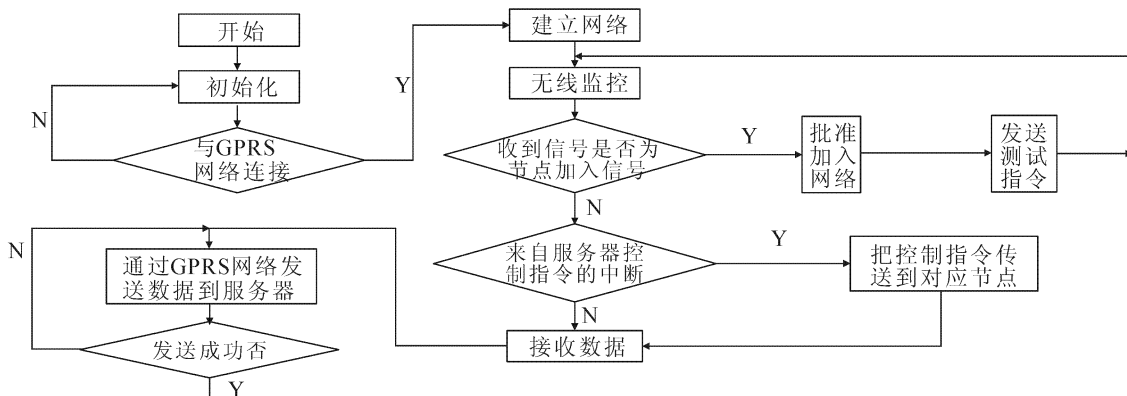 开始
初始化
N
与GPRS
网络连接
Y
建立网络
无线监控
收到信号是否为
节点加入信号
Y
批准
加入
网络
发送
测试
指令
N
来自服务器控
制指令的中断
Y
把控制指令传
送到对应节点
N
接收数据
N
通过GPRS网络发
送数据到服务器
发送成功否
Y